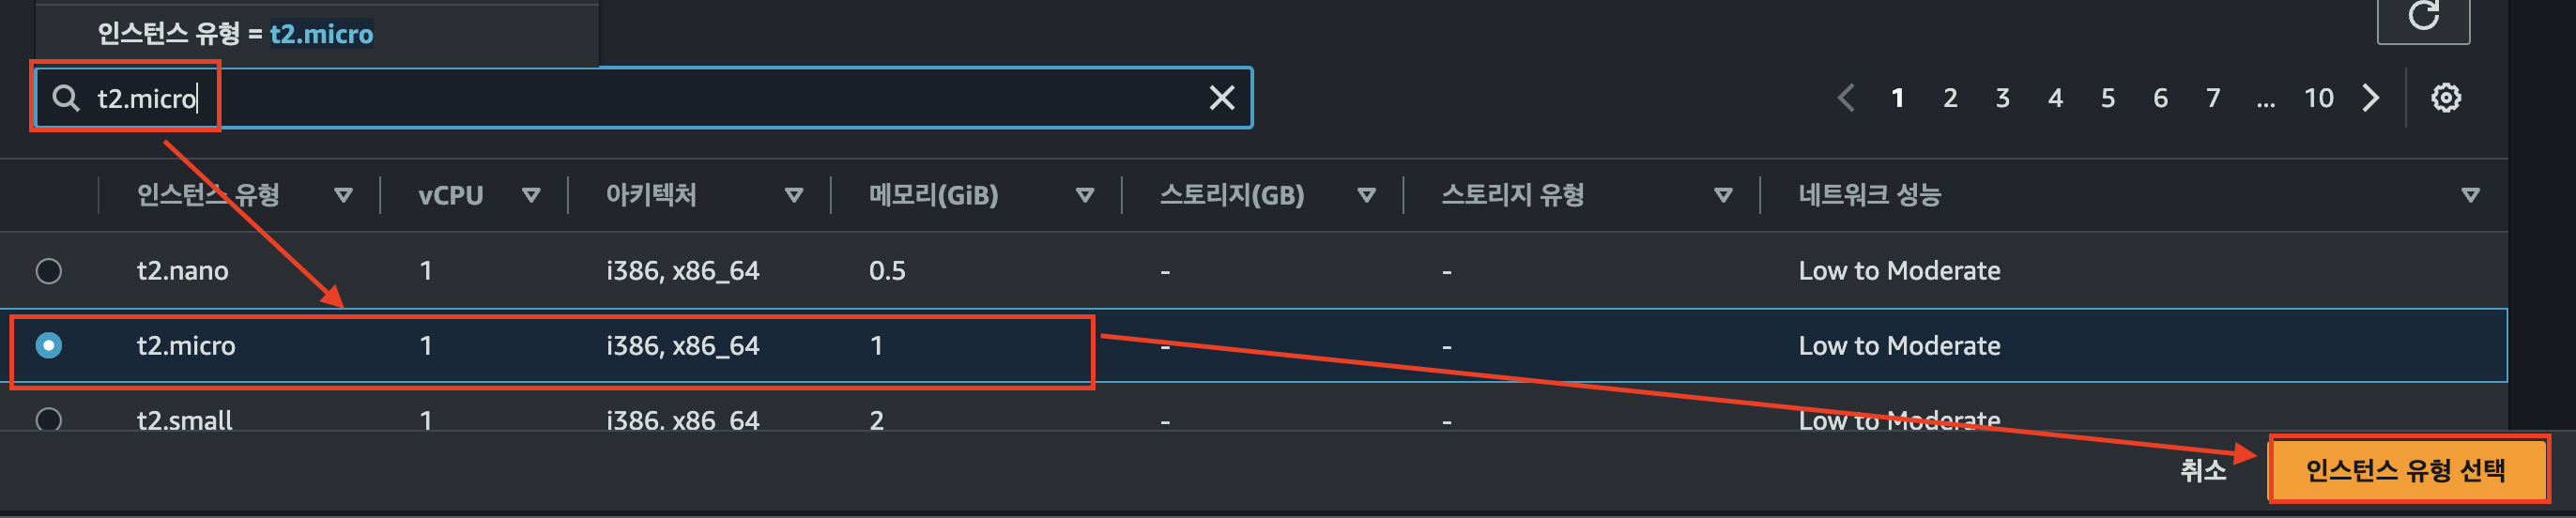 인스턴스 유형 = t2.micro
t2.micro
1 2 3 4 5 6 7 ... 10
인스턴스 유형 vCPU 아키텍처 메모리(GiB) 스토리지(GB) 스토리지 유형 네트워크 성능
t2.nano 1 i386, x86_64 0.5 - - Low to Moderate
t2.micro 1 i386, x86_64 1 - - Low to Moderate
t2.small 1 i386, x86_64 2 - - Low to Moderate
취소 인스턴스 유형 선택